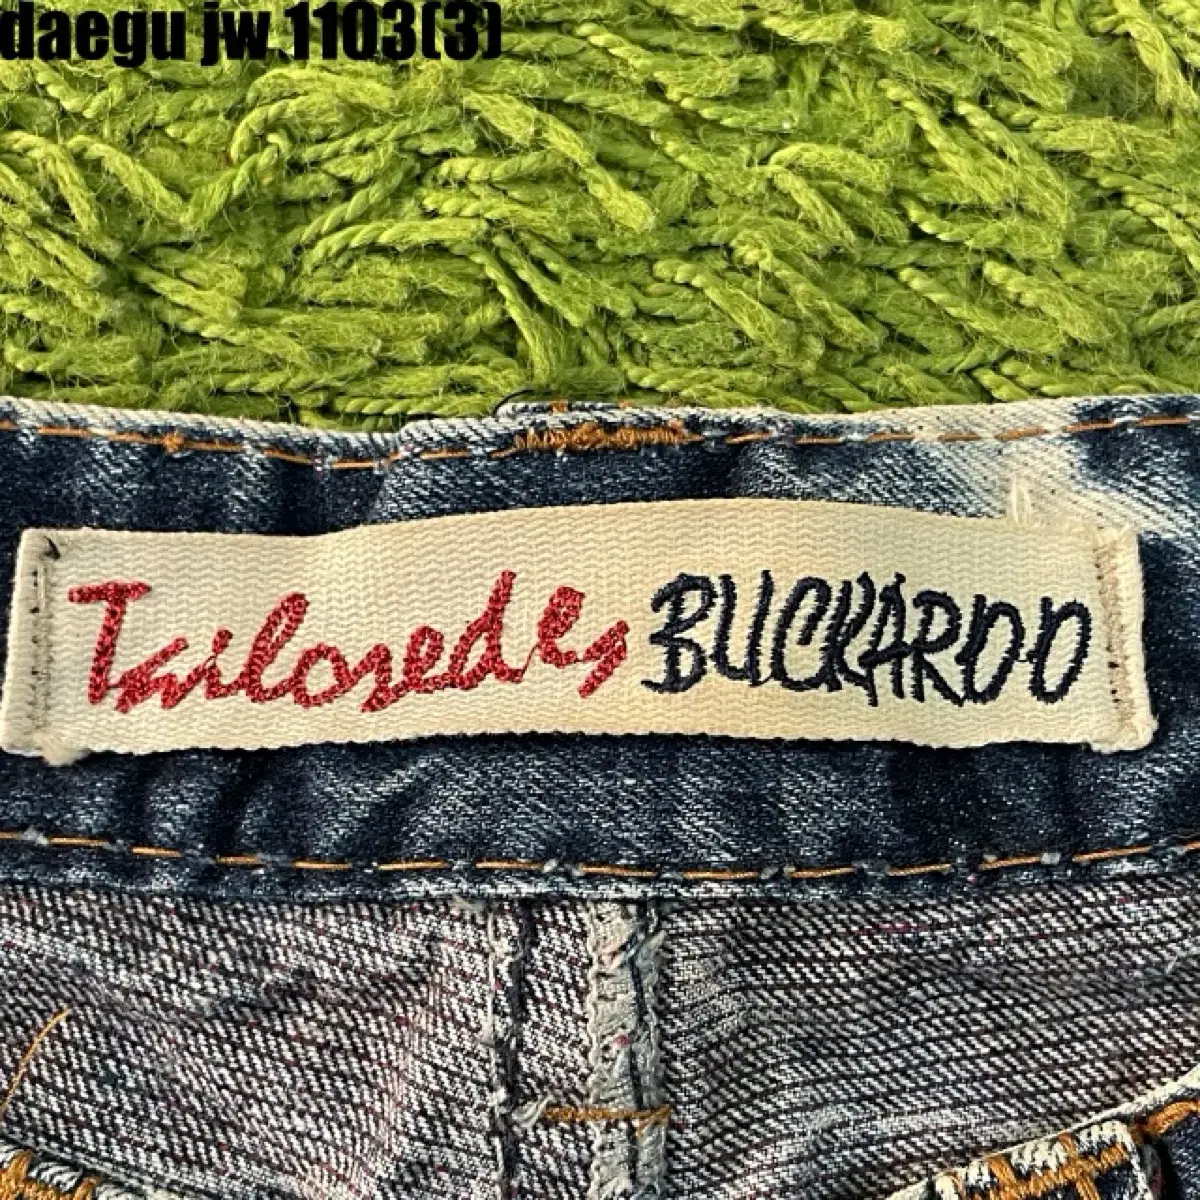 daegu jw 1103(3)
Tailored by BUCKAROO